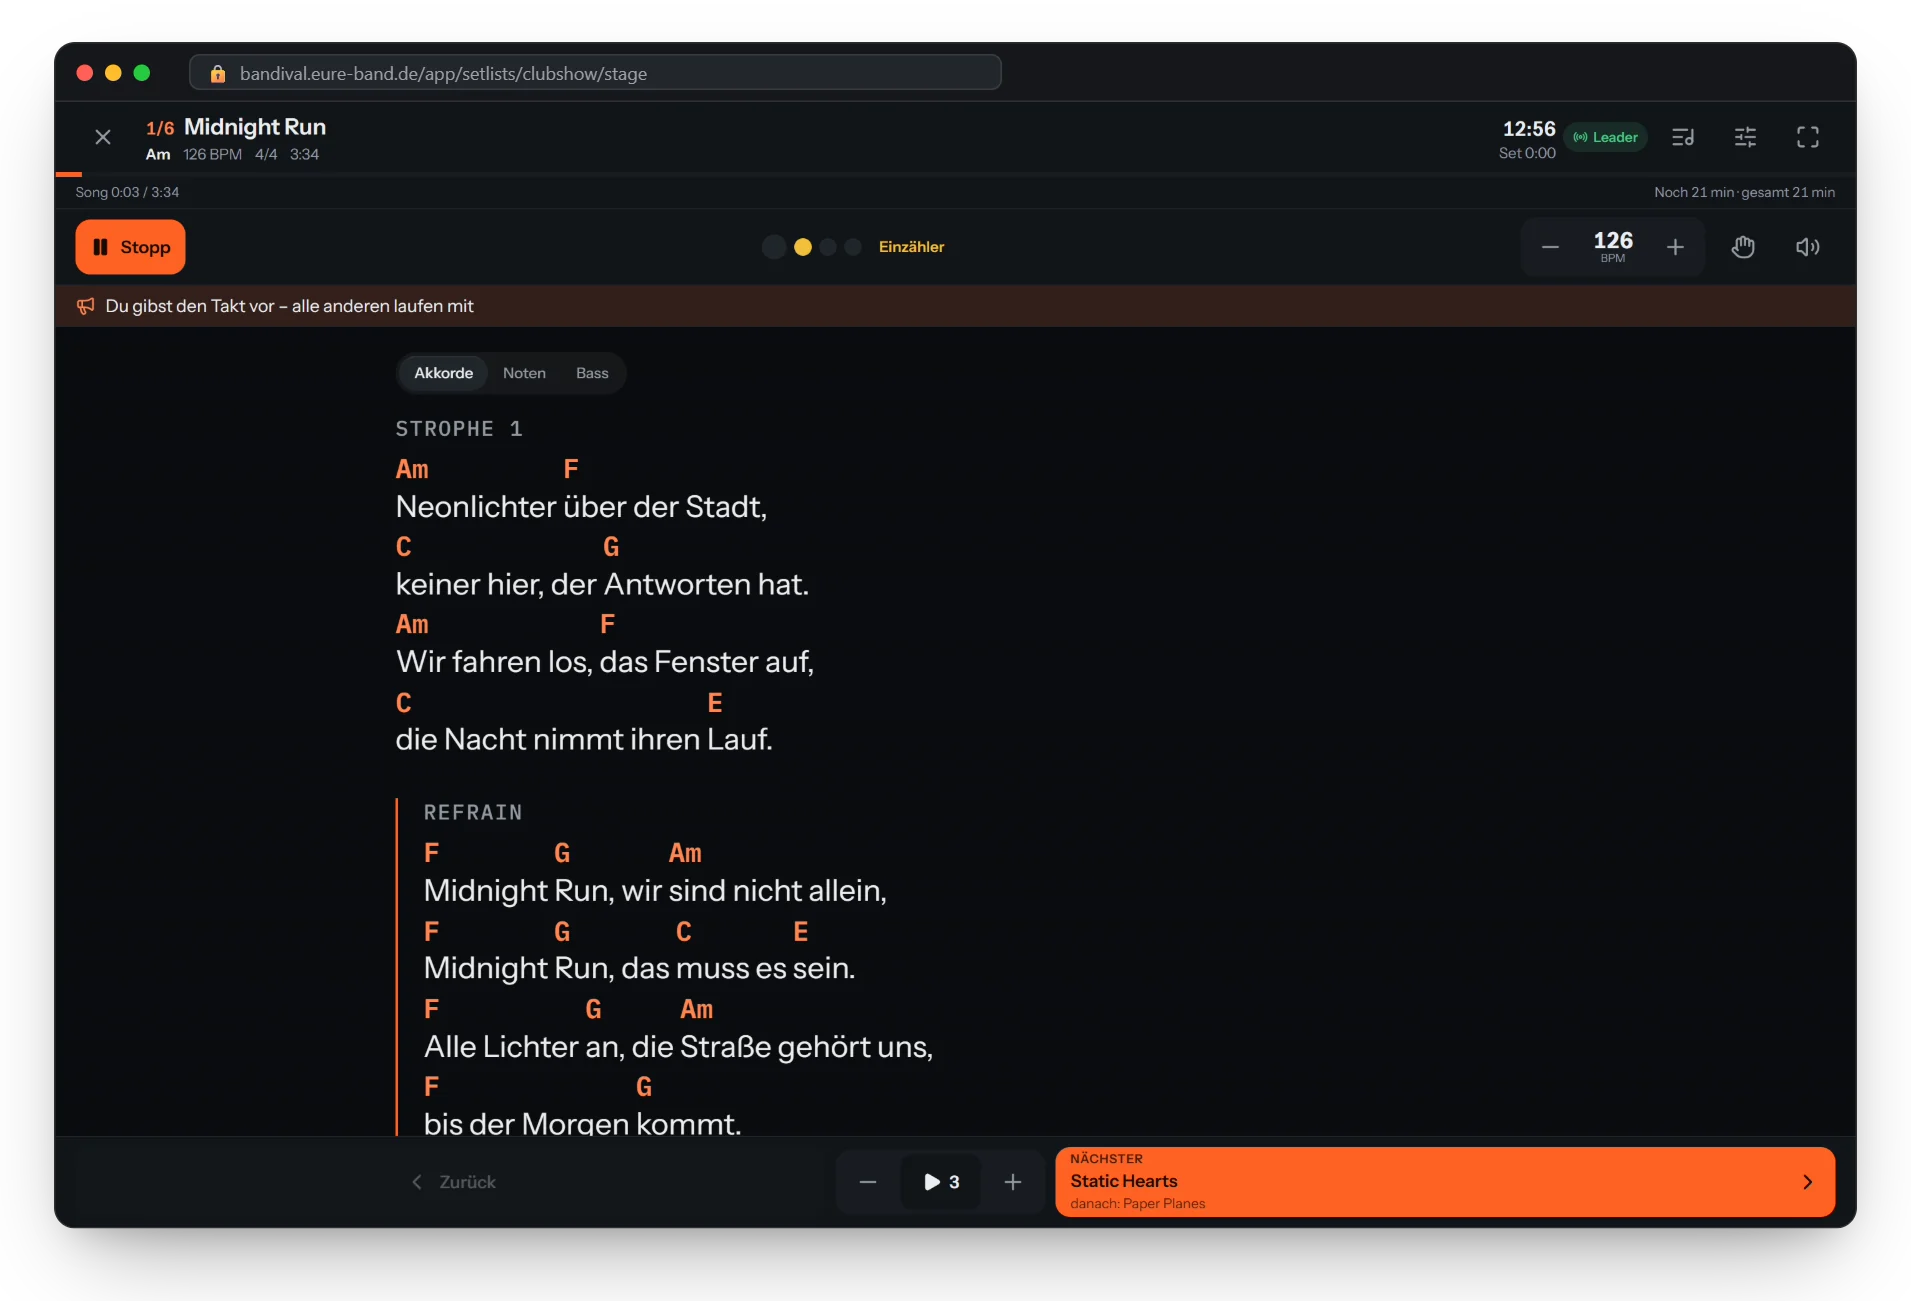 bandival.eure-band.de/app/setlists/clubshow/stage
1/6 Midnight Run
Am 126 BPM 4/4 3:34
12:56
Set 0:00
Leader
Song 0:03 / 3:34
Noch 21 min · gesamt 21 min
Stopp
Einzähler
126
BPM
Du gibst den Takt vor – alle anderen laufen mit
Akkorde Noten Bass
STROPHE 1
Am F
Neonlichter über der Stadt,
C G
keiner hier, der Antworten hat.
Am F
Wir fahren los, das Fenster auf,
C E
die Nacht nimmt ihren Lauf.
REFRAIN
F G Am
Midnight Run, wir sind nicht allein,
F G C E
Midnight Run, das muss es sein.
F G Am
Alle Lichter an, die Straße gehört uns,
F G
bis der Morgen kommt.
Zurück
3
NÄCHSTER
Static Hearts
danach: Paper Planes